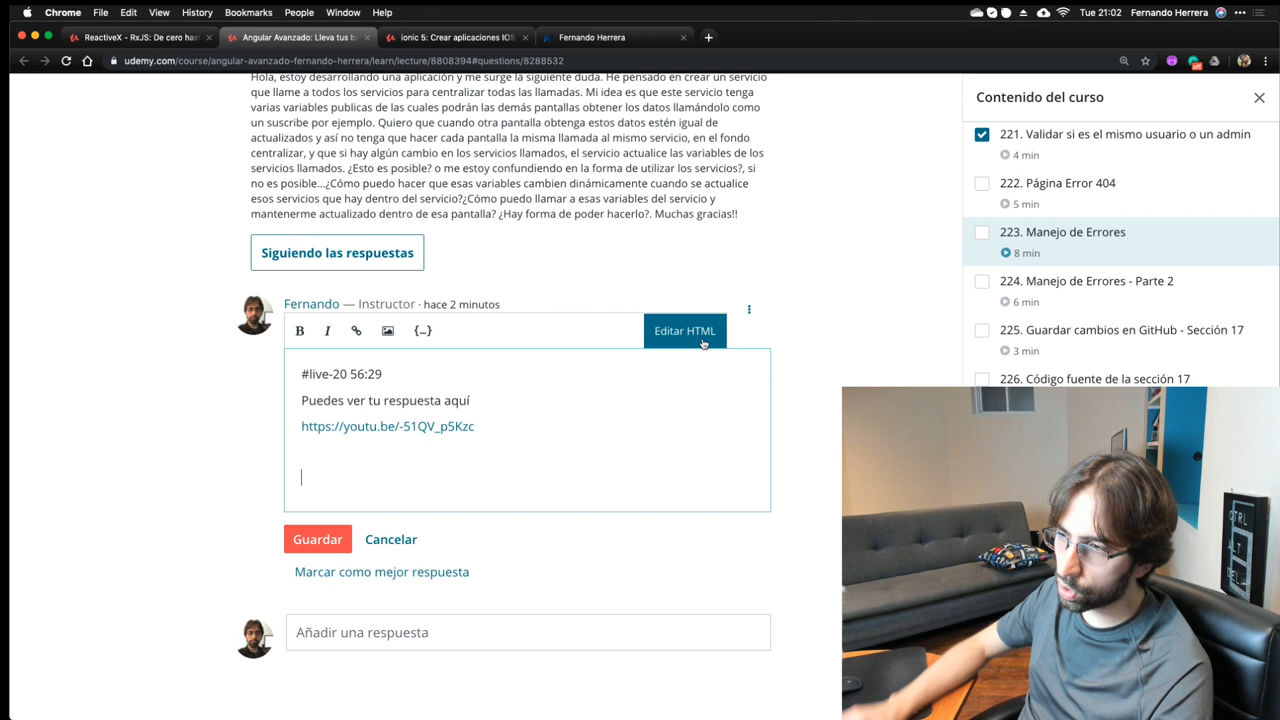 Chrome File Edit View History Bookmarks People Window Help
Tue 21:02 Fernando Herrera
ReactiveX - RxJS: De cero has
Angular Avanzado: Lleva tus b
ionic 5: Crear aplicaciones IOS,
Fernando Herrera
udemy.com/course/angular-avanzado-fernando-herrera/learn/lecture/8808394#questions/8288532
Hola, estoy desarrollando una aplicación y me surge la siguiente duda. He pensado en crear un servicio
que llame a todos los servicios para centralizar todas las llamadas. Mi idea es que este servicio tenga
varias variables publicas de las cuales podrán las demás pantallas obtener los datos llamándolo como
un suscribe por ejemplo. Quiero que cuando otra pantalla obtenga estos datos estén igual de
actualizados y así no tenga que hacer cada pantalla la misma llamada al mismo servicio, en el fondo
centralizar, y que si hay algún cambio en los servicios llamados, el servicio actualice las variables de los
servicios llamados. ¿Esto es posible? o me estoy confundiendo en la forma de utilizar los servicios?, si
no es posible...¿Cómo puedo hacer que esas variables cambien dinámicamente cuando se actualice
esos servicios que hay dentro del servicio?¿Cómo puedo llamar a esas variables del servicio y
mantenerme actualizado dentro de esa pantalla? ¿Hay forma de poder hacerlo?. Muchas gracias!!
Siguiendo las respuestas
Fernando — Instructor · hace 2 minutos
B I {...}
Editar HTML
#live-20 56:29
Puedes ver tu respuesta aquí
https://youtu.be/-51QV_p5Kzc
Guardar Cancelar
Marcar como mejor respuesta
Añadir una respuesta
Contenido del curso
221. Validar si es el mismo usuario o un admin
4 min
222. Página Error 404
5 min
223. Manejo de Errores
8 min
224. Manejo de Errores - Parte 2
6 min
225. Guardar cambios en GitHub - Sección 17
3 min
226. Código fuente de la sección 17
CTRL
ALT
DEL